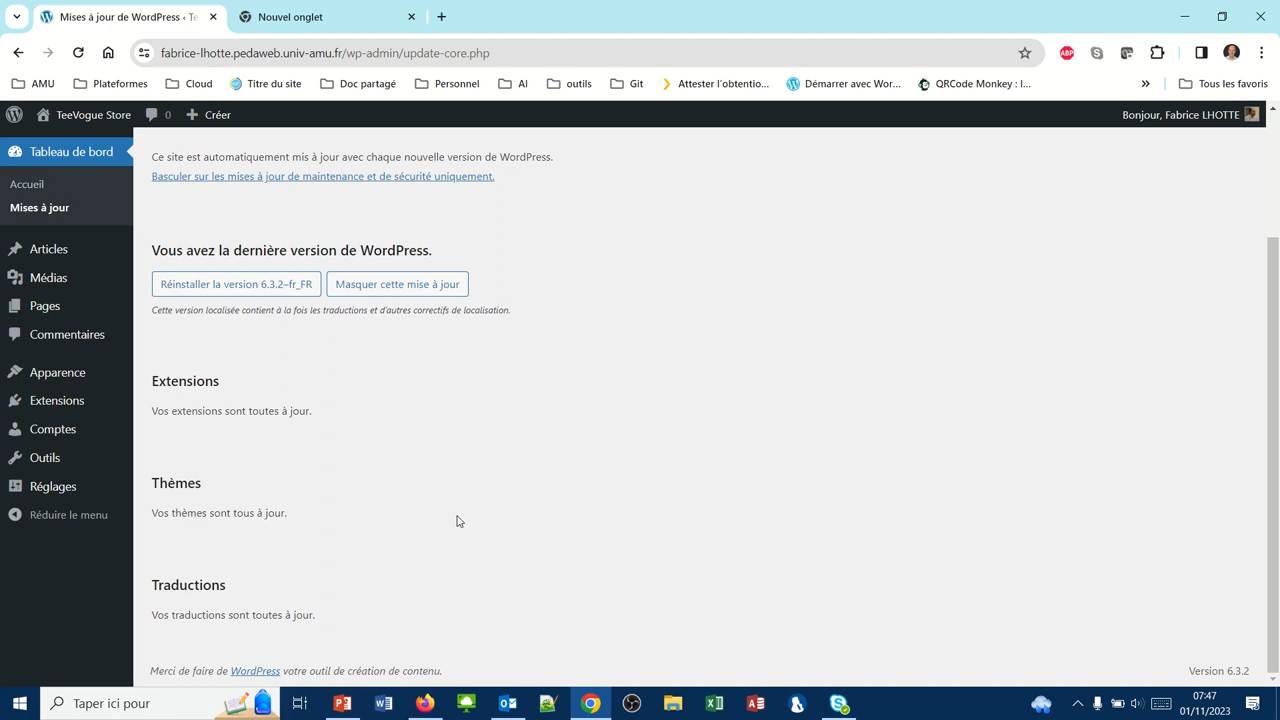 Mises à jour de WordPress ‹ Te
Nouvel onglet
fabrice-lhotte.pedaweb.univ-amu.fr/wp-admin/update-core.php
ABP
AMU
Plateformes
Cloud
Titre du site
Doc partagé
Personnel
AI
outils
Git
Attester l'obtentio...
Démarrer avec Wor...
QRCode Monkey : l...
»
Tous les favoris
TeeVogue Store
0
Créer
Bonjour, Fabrice LHOTTE
Tableau de bord
Accueil
Mises à jour
Articles
Médias
Pages
Commentaires
Apparence
Extensions
Comptes
Outils
Réglages
Réduire le menu
Ce site est automatiquement mis à jour avec chaque nouvelle version de WordPress.
Basculer sur les mises à jour de maintenance et de sécurité uniquement.
Vous avez la dernière version de WordPress.
Réinstaller la version 6.3.2–fr_FR
Masquer cette mise à jour
Cette version localisée contient à la fois les traductions et d'autres correctifs de localisation.
Extensions
Vos extensions sont toutes à jour.
Thèmes
Vos thèmes sont tous à jour.
Traductions
Vos traductions sont toutes à jour.
Merci de faire de WordPress votre outil de création de contenu.
Version 6.3.2
Taper ici pour
07:47
01/11/2023